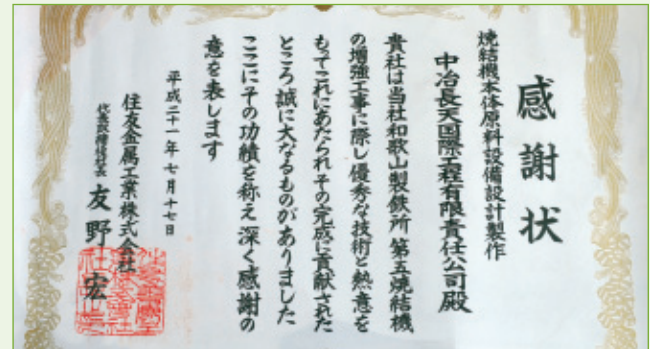 感謝状
焼結機本体原料設備設計製作
中冶長天国際工程有限責任公司殿
貴社は当社和歌山製鉄所第五焼結機
の増強工事に際し優秀な技術と熱意を
もてこれにあたられその完成に貢献された
ところ誠に大なるものがありました
ここにその功績を称え深く感謝の
意を表します
平成二十一年七月十七日
住友金属工業株式会社
代表取締役社長 友野宏